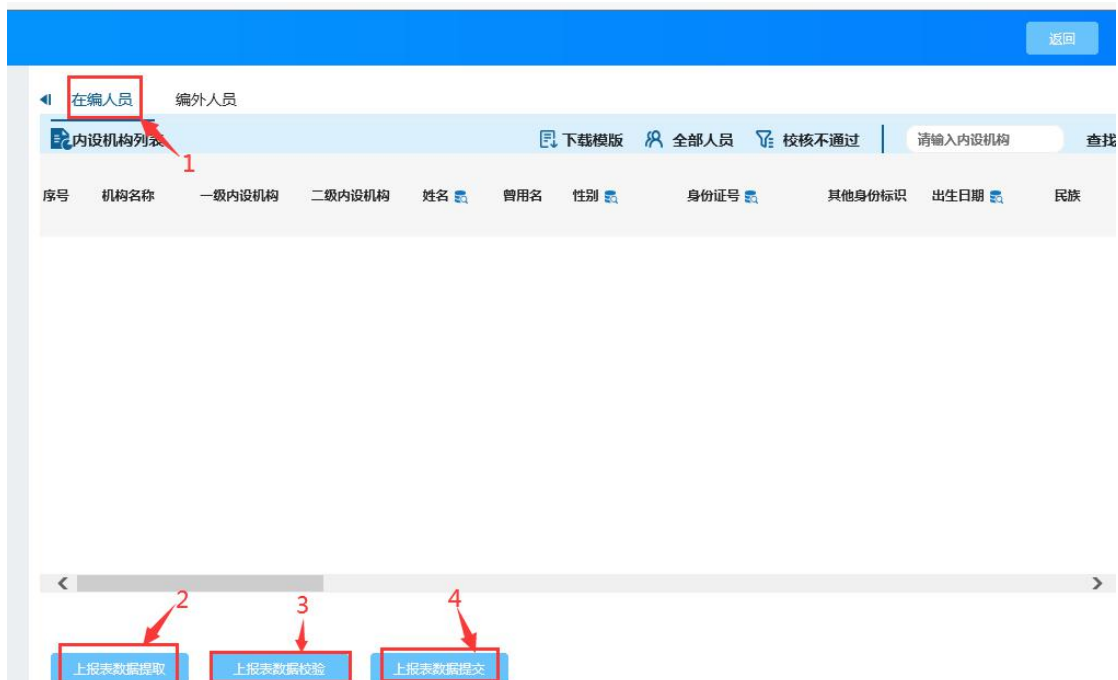 返回
在编人员 编外人员
内设机构列表 下载模版 全部人员 校核不通过 请输入内设机构 查找
1
序号 机构名称 一级内设机构 二级内设机构 姓名 曾用名 性别 身份证号 其他身份标识 出生日期 民族
2 3 4
上报表数据提取 上报表数据校验 上报表数据提交